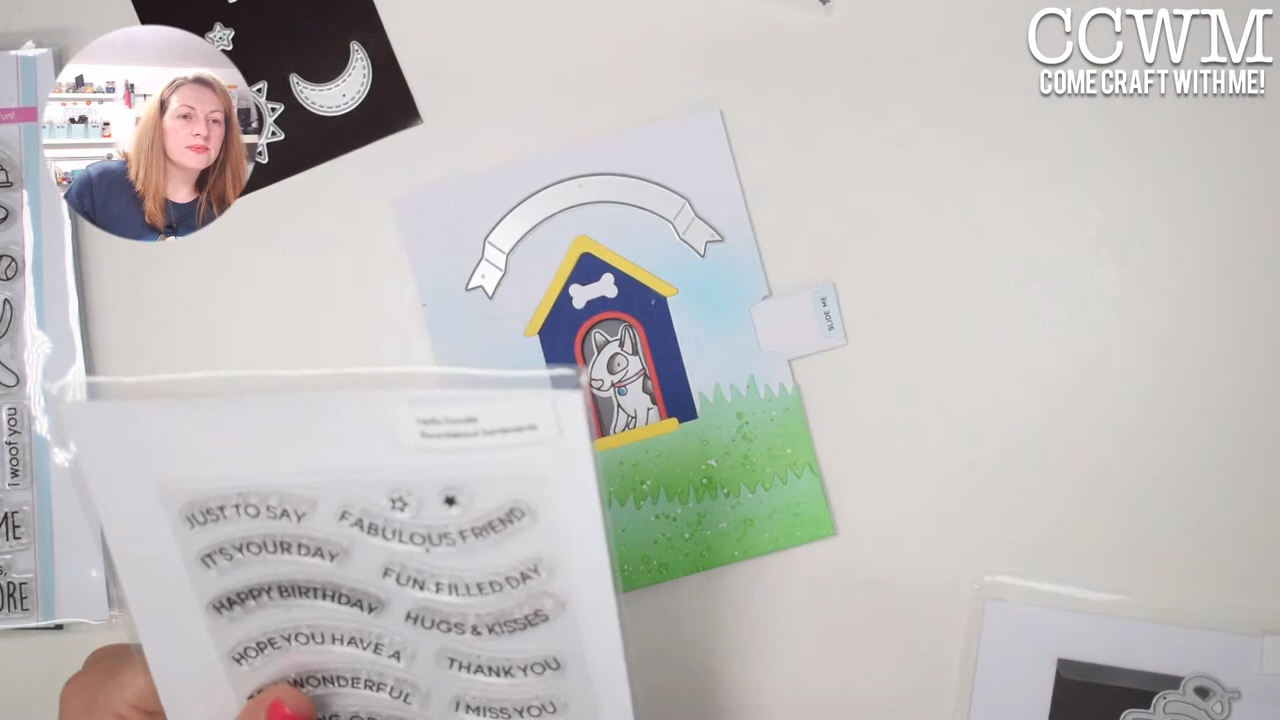 CCWM
COME CRAFT WITH ME!
fun!
SLIDE ME
I woof you
ME
ORE
JUST TO SAY
FABULOUS FRIEND
IT'S YOUR DAY
FUN-FILLED DAY
HAPPY BIRTHDAY
HUGS & KISSES
HOPE YOU HAVE A
THANK YOU
WONDERFUL
I MISS YOU